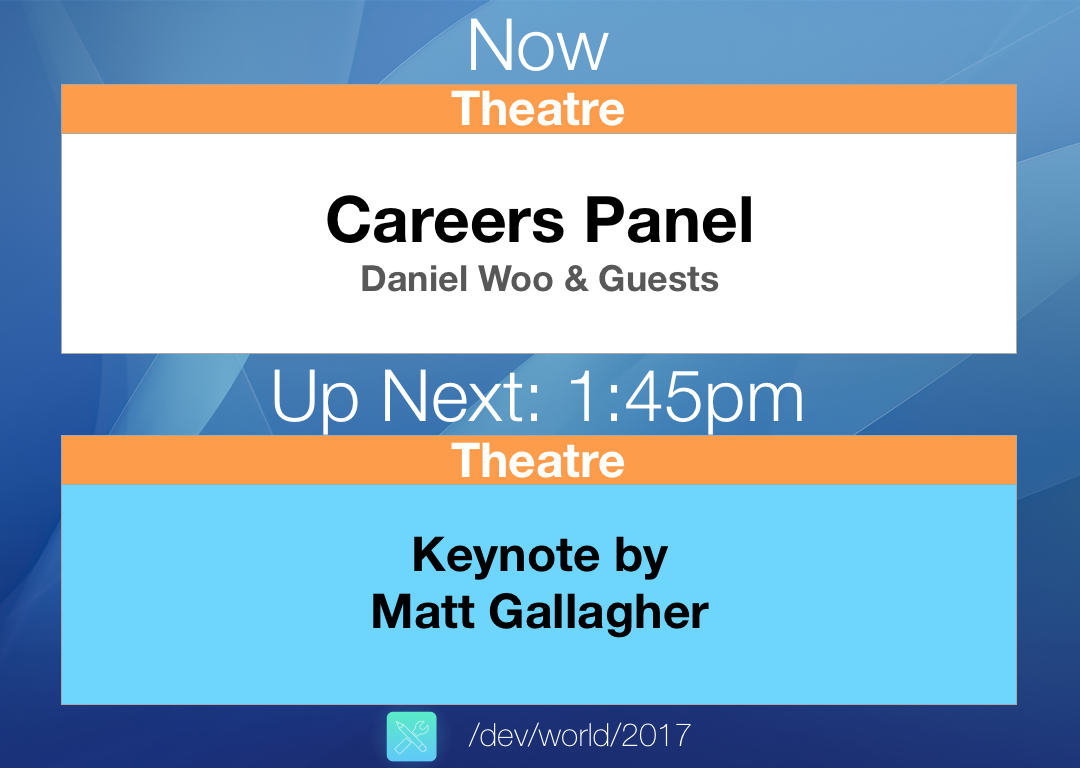 Now
Theatre
Careers Panel
Daniel Woo & Guests
Up Next: 1:45pm
Theatre
Keynote by
Matt Gallagher
/dev/world/2017